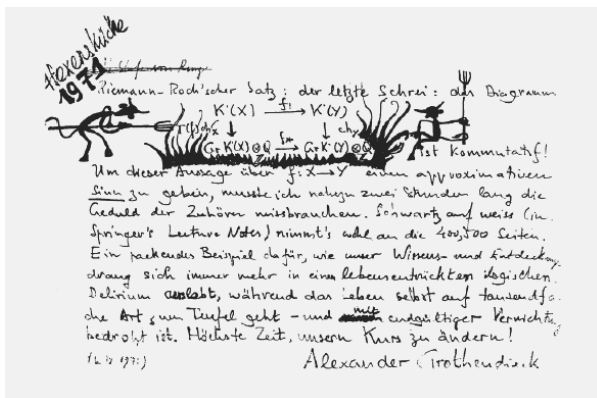 Hexenküche
1971
Riemann-Roch'scher Satz: der letzte Schrei: das Diagramm
K·(X) f! K·(Y)
chX chY
Gr K·(X)⊗Q f* Gr K·(Y)⊗Q
ist kommutatif!
Um dieser Aussage über f: X→Y einen approximativen
Sinn zu geben, musste ich nahezu zwei Stunden lang die
Geduld der Zuhörer missbrauchen. Schwartz auf weiss (in
Springer's Lecture Notes) nimmt's wohl an die 400, 500 Seiten.
Ein packendes Beispiel dafür, wie unser Wissens- und Entdeckungs-
drang sich immer mehr in einem lebensentrückten logischen
Delirium auslebt, während das Leben selbst auf tausendfa-
che Art zum Teufel geht – und mit endgültiger Vernichtung
bedroht ist. Höchste Zeit, unsern Kurs zu ändern!
Alexander Grothendieck